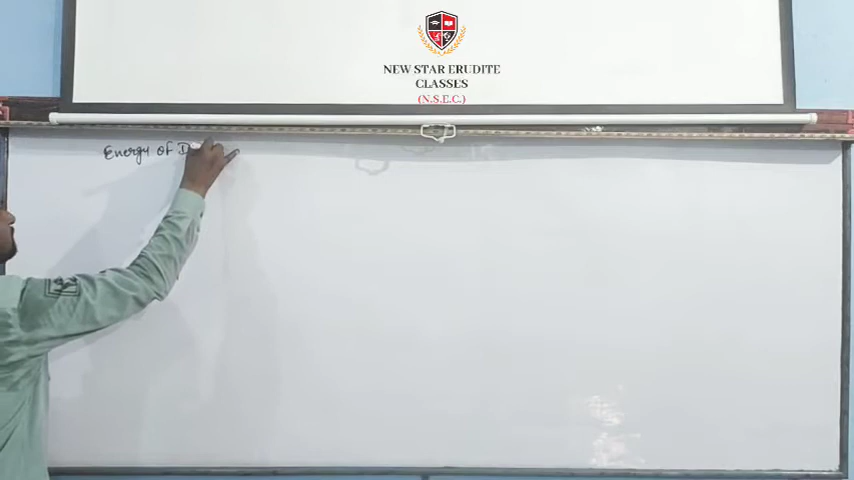 NEW STAR ERUDITE
CLASSES
(N.S.E.C.)
Energy of D